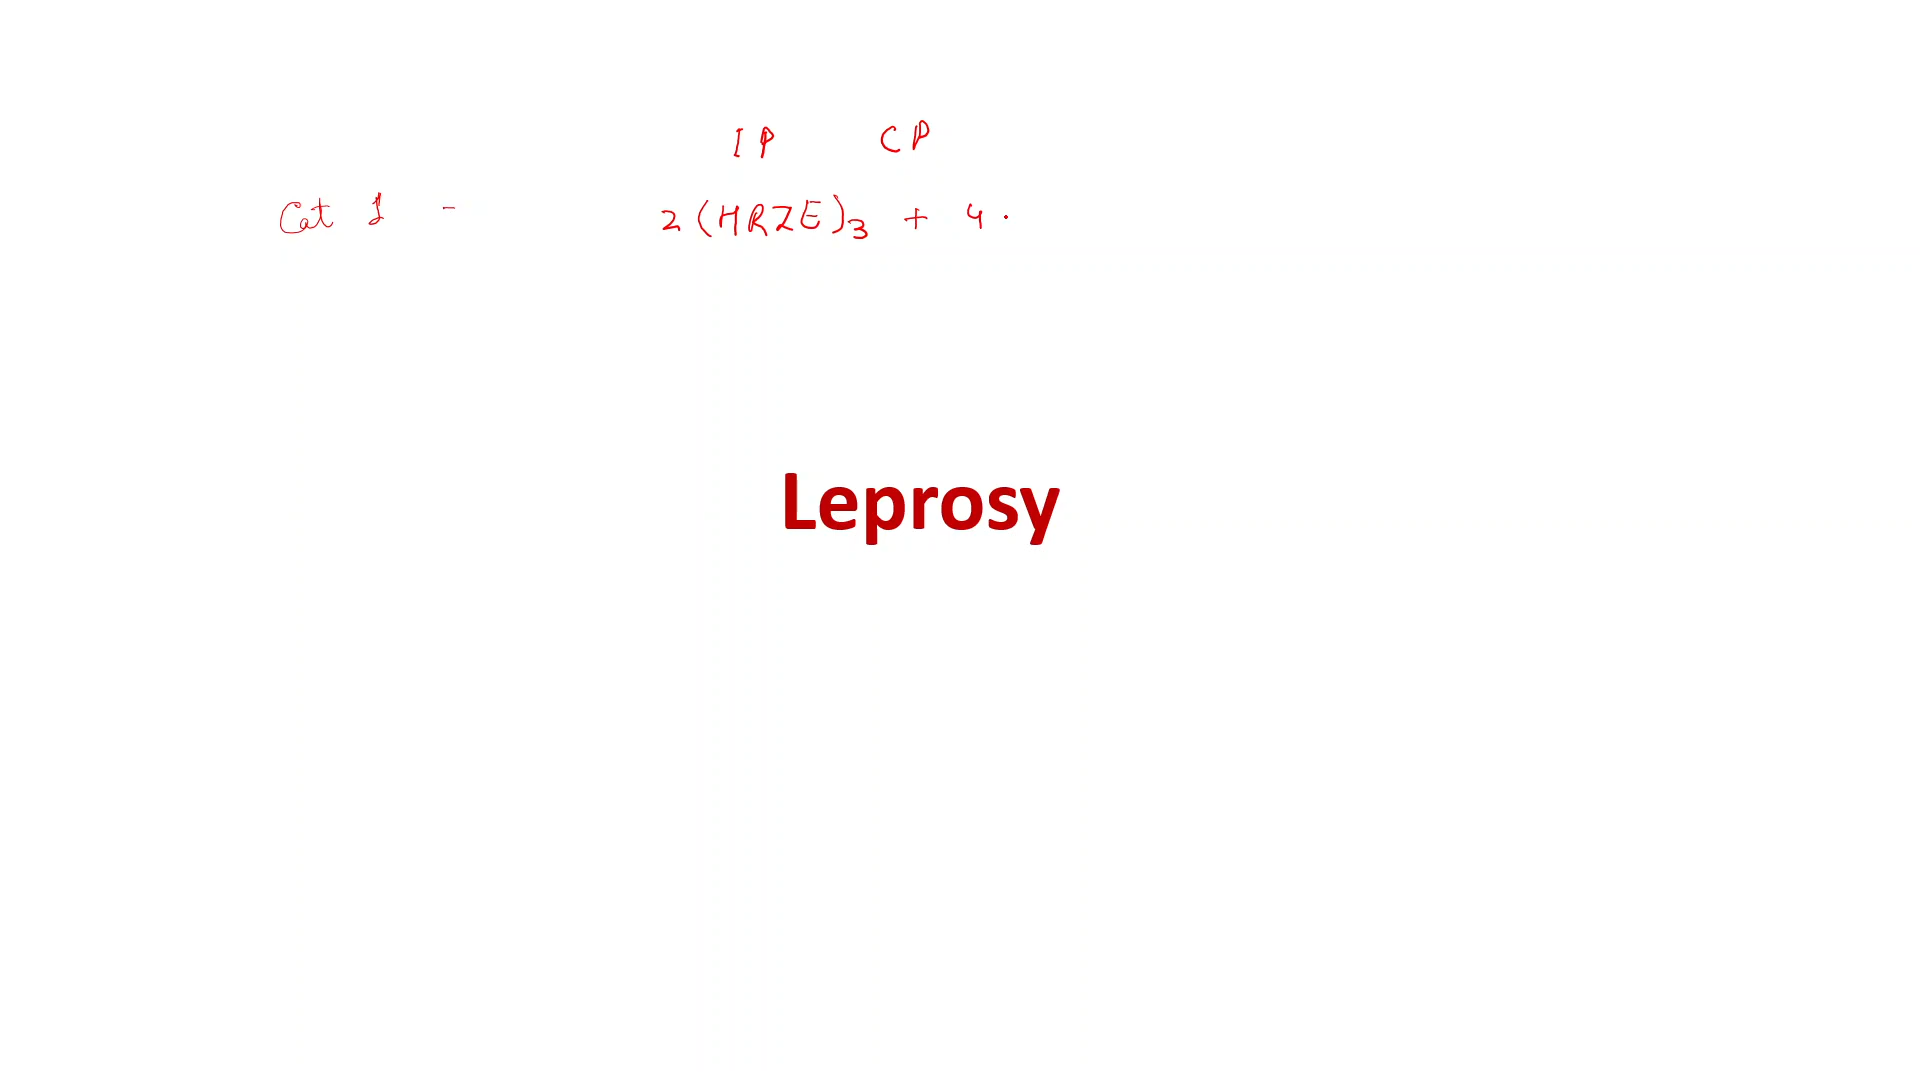 IP CP
Cat 1 - 2(HRZE)3 + 4.
Leprosy